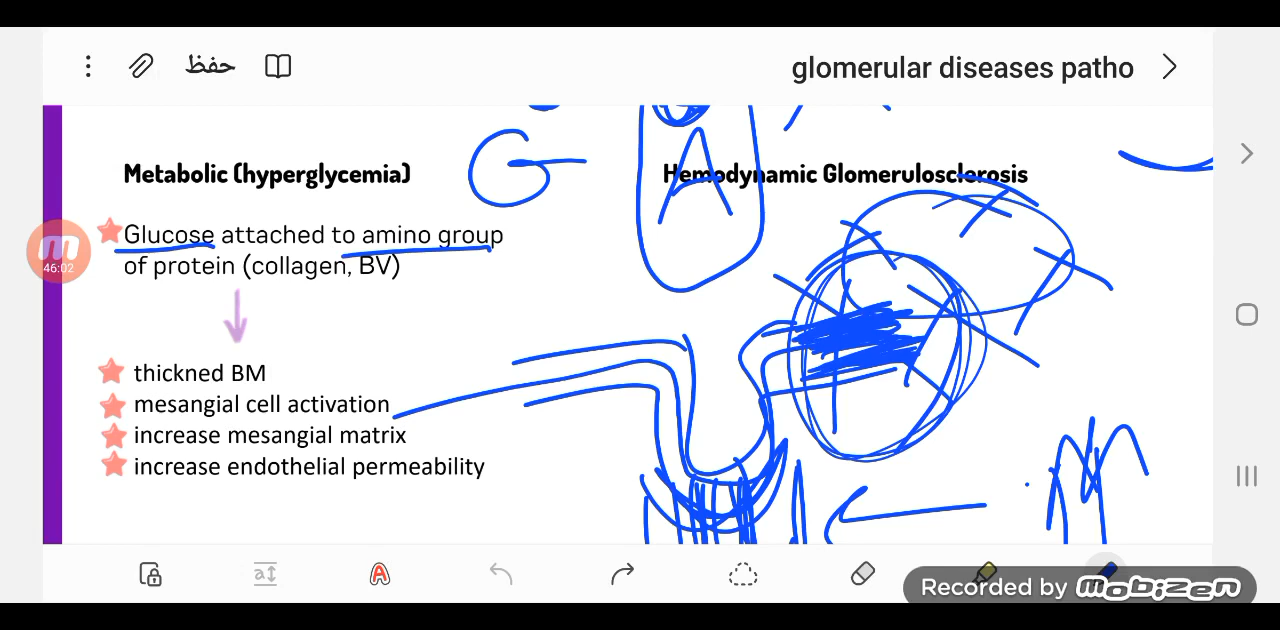 حفظ
glomerular diseases patho
G
A
Metabolic (hyperglycemia)
Hemodynamic Glomerulosclerosis
Glucose attached to amino group
of protein (collagen, BV)
46:02
thickned BM
mesangial cell activation
increase mesangial matrix
increase endothelial permeability
M
Recorded by mobizen